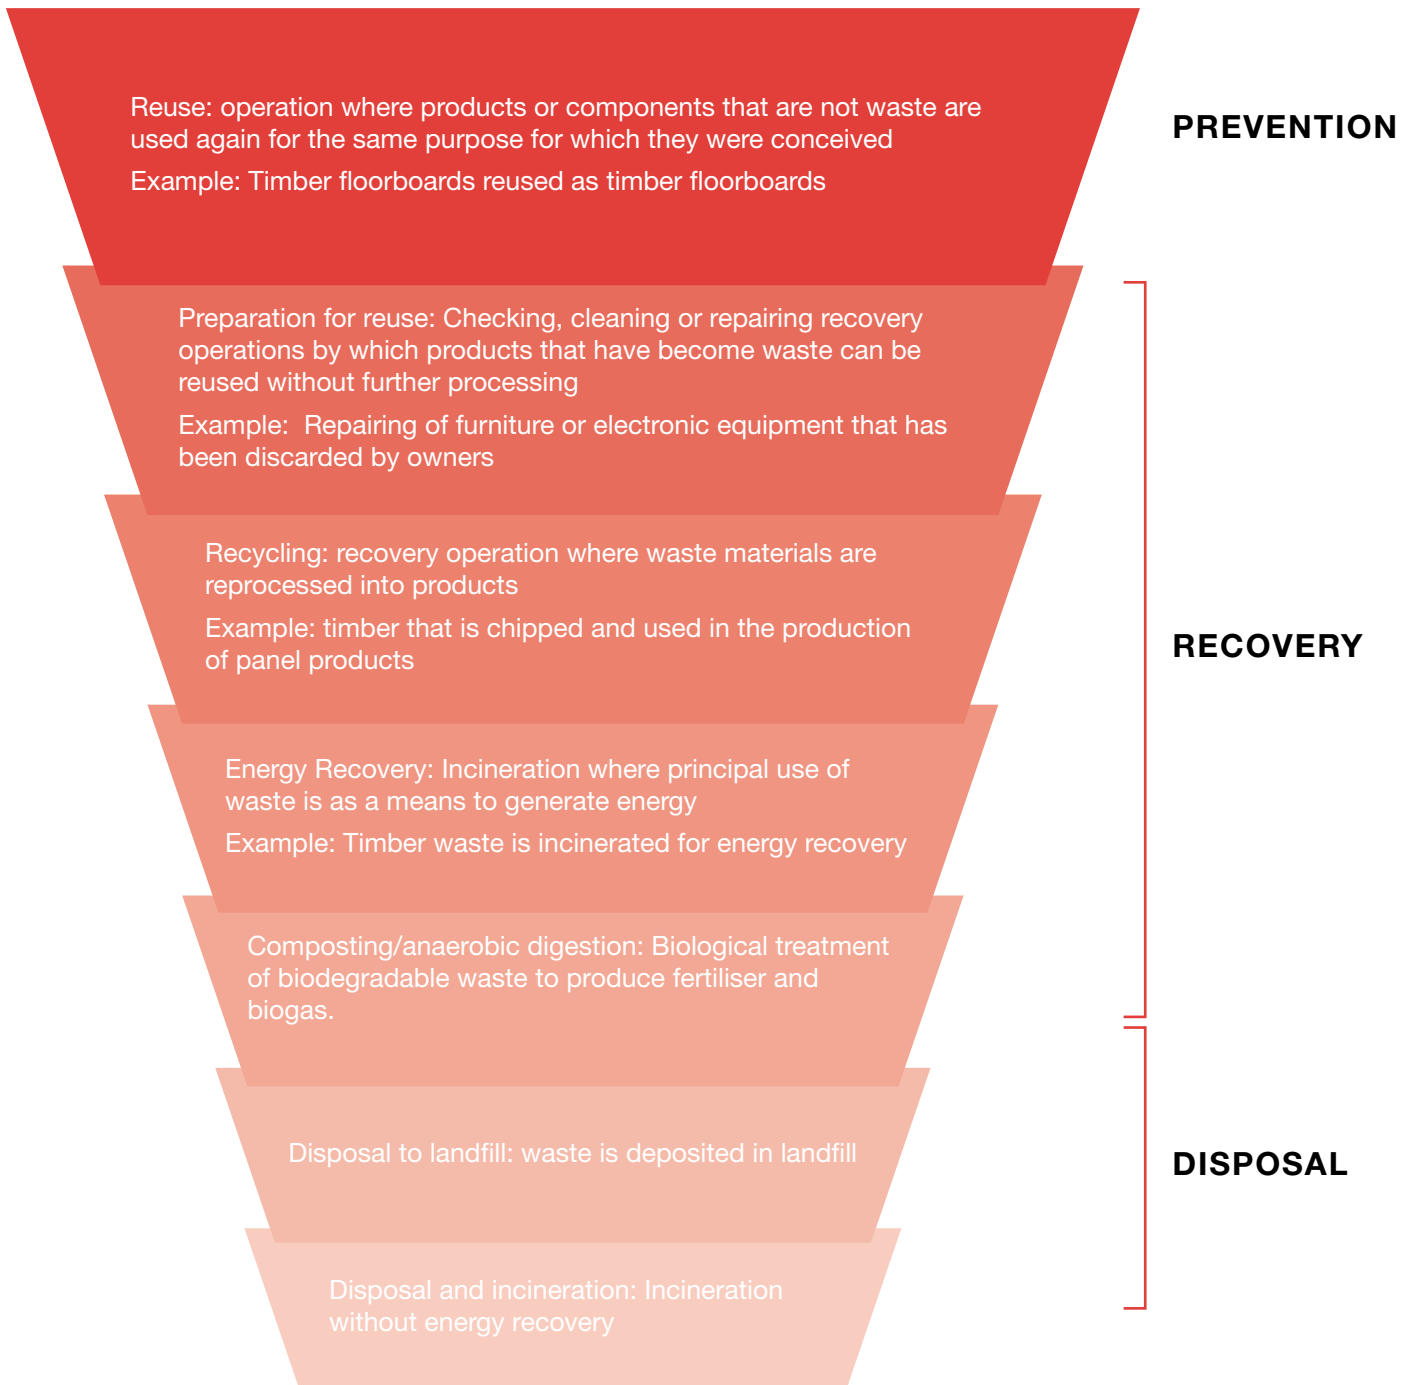 Reuse: operation where products or components that are not waste are
used again for the same purpose for which they were conceived
Example: Timber floorboards reused as timber floorboards
PREVENTION
Preparation for reuse: Checking, cleaning or repairing recovery
operations by which products that have become waste can be
reused without further processing
Example:  Repairing of furniture or electronic equipment that has
been discarded by owners
Recycling: recovery operation where waste materials are
reprocessed into products
Example: timber that is chipped and used in the production
of panel products
RECOVERY
Energy Recovery: Incineration where principal use of
waste is as a means to generate energy
Example: Timber waste is incinerated for energy recovery
Composting/anaerobic digestion: Biological treatment
of biodegradable waste to produce fertiliser and
biogas.
Disposal to landfill: waste is deposited in landfill
DISPOSAL
Disposal and incineration: Incineration
without energy recovery